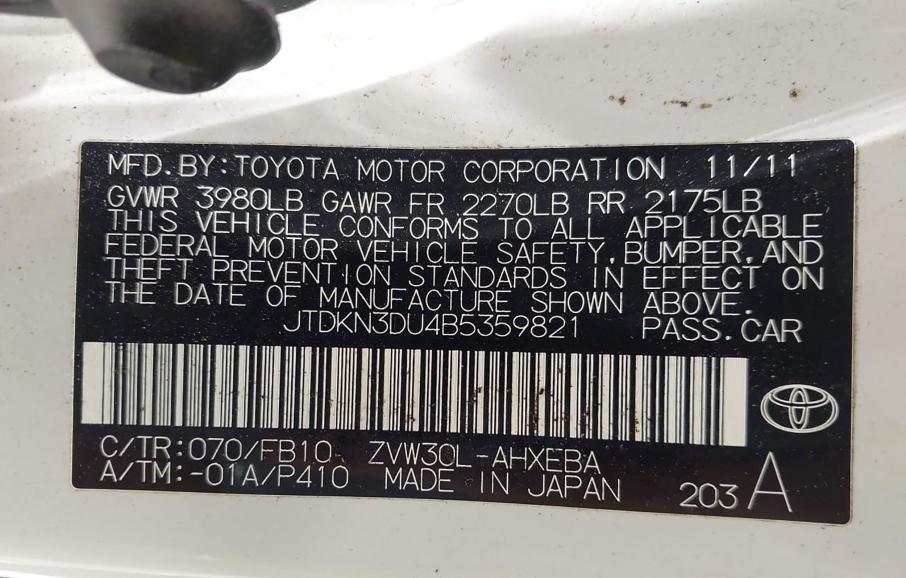 MFD.BY:TOYOTA MOTOR CORPORATION 11/11
GVWR 3980LB GAWR FR 2270LB RR 2175LB
THIS VEHICLE CONFORMS TO ALL APPLICABLE
FEDERAL MOTOR VEHICLE SAFETY,BUMPER,AND
THEFT PREVENTION STANDARDS IN EFFECT ON
THE DATE OF MANUFACTURE SHOWN ABOVE.
JTDKN3DU4B5359821 PASS.CAR
C/TR:070/FB10 ZVW30L-AHXEBA
A/TM:-01A/P410 MADE IN JAPAN 203 A